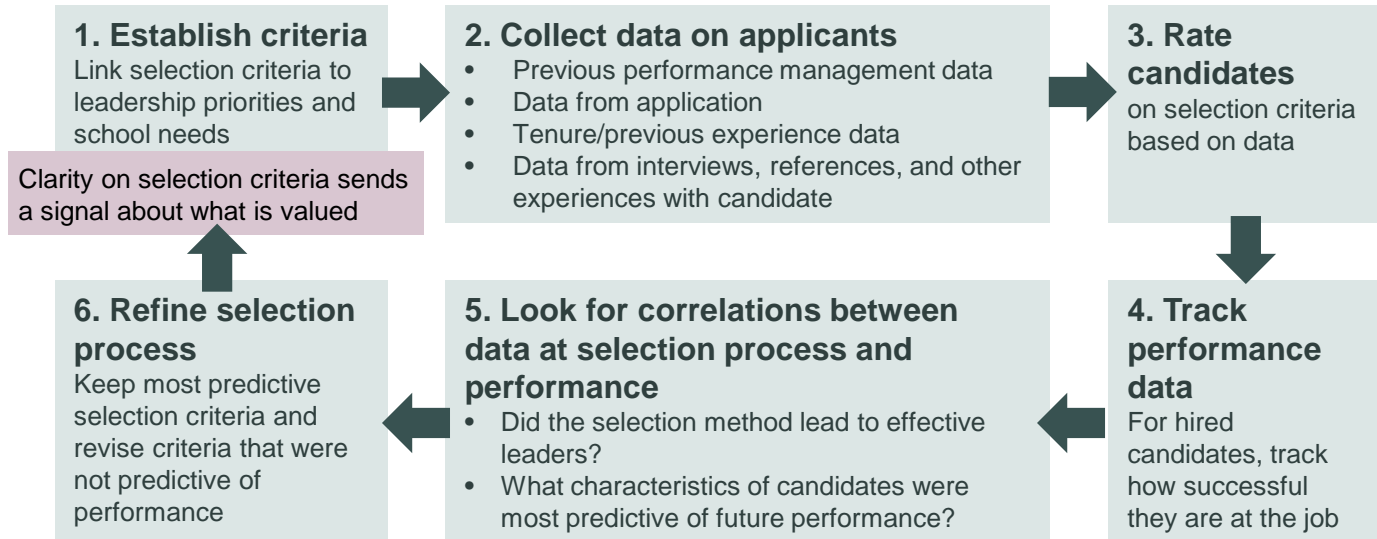 1. Establish criteria
Link selection criteria to
leadership priorities and
school needs
Clarity on selection criteria sends
a signal about what is valued
2. Collect data on applicants
• Previous performance management data
• Data from application
• Tenure/previous experience data
• Data from interviews, references, and other
experiences with candidate
3. Rate
candidates
on selection criteria
based on data
4. Track
performance
data
For hired
candidates, track
how successful
they are at the job
5. Look for correlations between
data at selection process and
performance
• Did the selection method lead to effective
leaders?
• What characteristics of candidates were
most predictive of future performance?
6. Refine selection
process
Keep most predictive
selection criteria and
revise criteria that were
not predictive of
performance